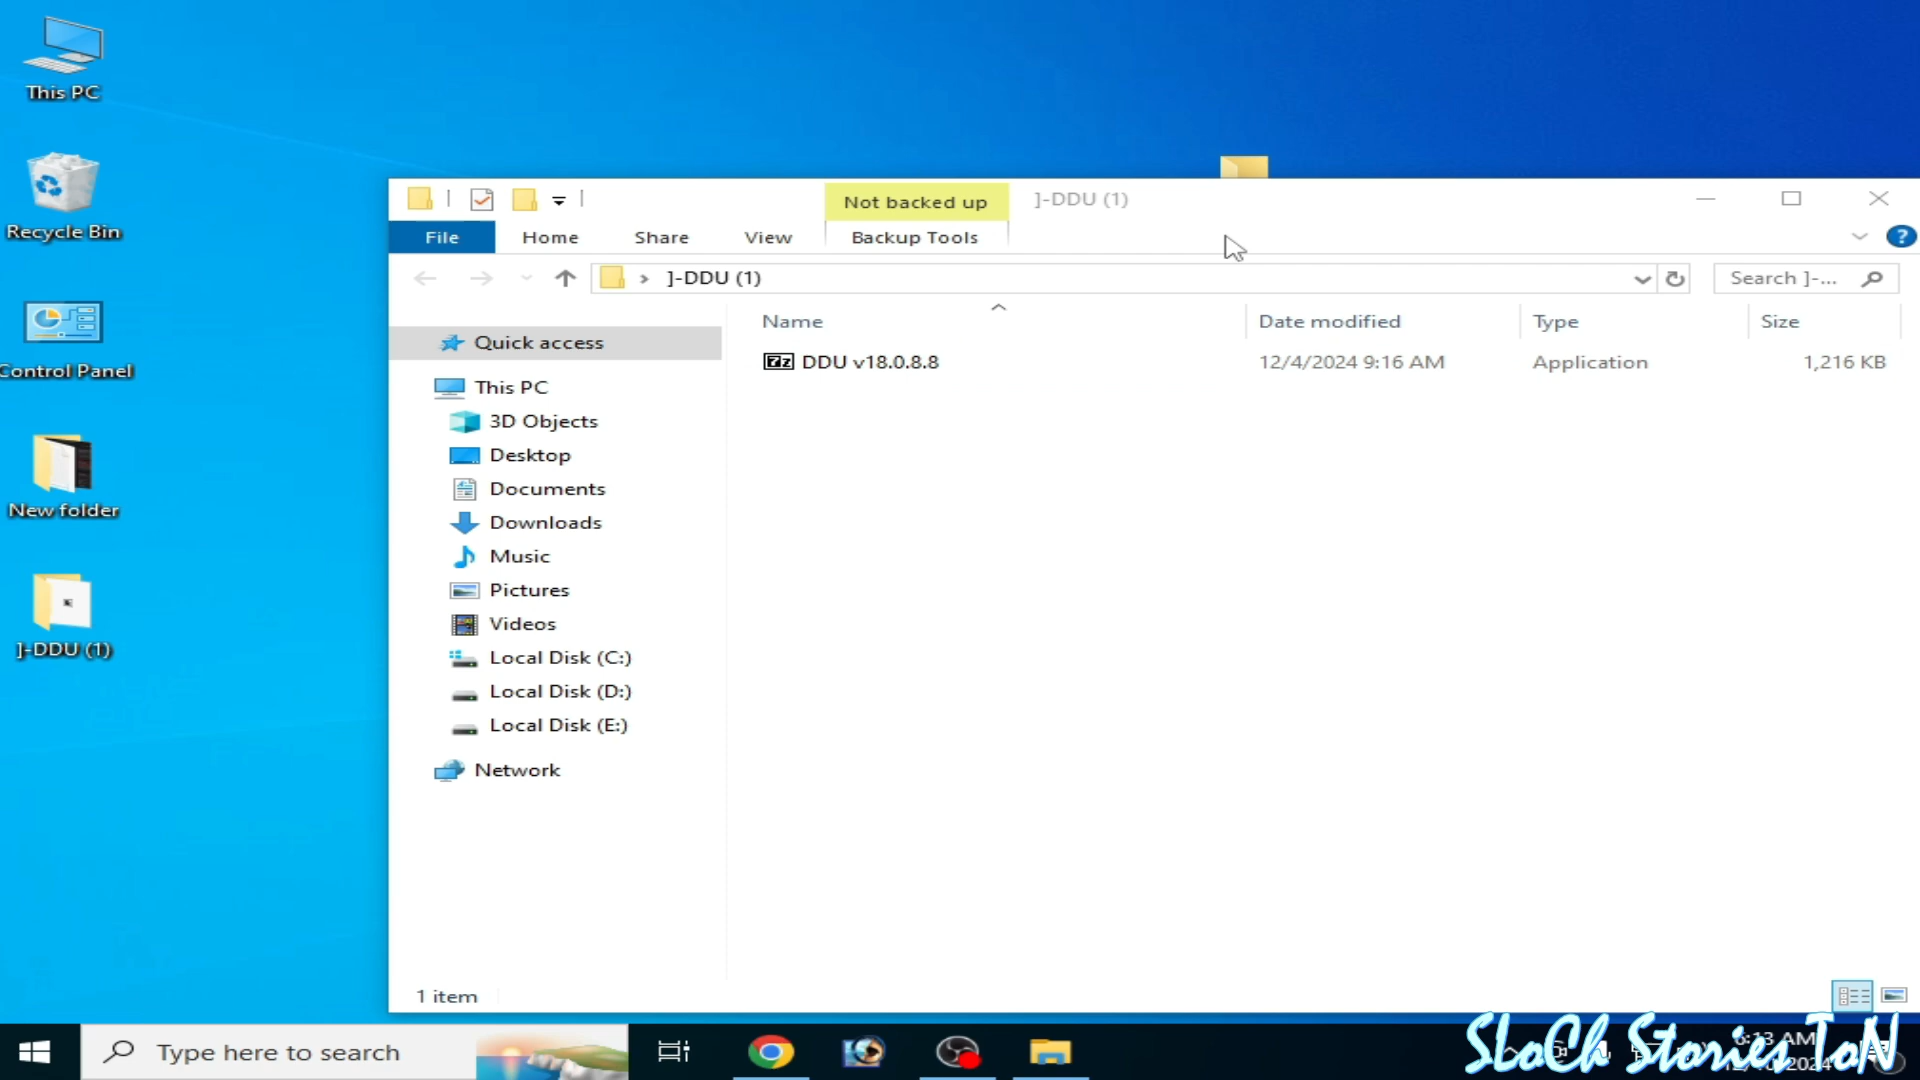 This PC
Recycle Bin
Control Panel
New folder
]-DDU (1)
Not backed up
]-DDU (1)
File
Home
Share
View
Backup Tools
?
]-DDU (1)
Search ]-...
Name
Date modified
Type
Size
DDU v18.0.8.8
12/4/2024 9:16 AM
Application
1,216 KB
Quick access
This PC
3D Objects
Desktop
Documents
Downloads
Music
Pictures
Videos
Local Disk (C:)
Local Disk (D:)
Local Disk (E:)
Network
1 item
Type here to search
SLoCh Stories ToN